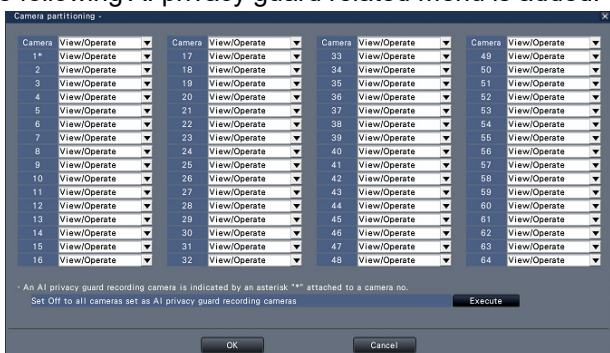 following AI privacy guard related menu is added.
Camera partitioning -
Camera View/Operate Camera View/Operate Camera View/Operate Camera View/Operate
1* View/Operate 17 View/Operate 33 View/Operate 49 View/Operate
2 View/Operate 18 View/Operate 34 View/Operate 50 View/Operate
3 View/Operate 19 View/Operate 35 View/Operate 51 View/Operate
4 View/Operate 20 View/Operate 36 View/Operate 52 View/Operate
5 View/Operate 21 View/Operate 37 View/Operate 53 View/Operate
6 View/Operate 22 View/Operate 38 View/Operate 54 View/Operate
7 View/Operate 23 View/Operate 39 View/Operate 55 View/Operate
8 View/Operate 24 View/Operate 40 View/Operate 56 View/Operate
9 View/Operate 25 View/Operate 41 View/Operate 57 View/Operate
10 View/Operate 26 View/Operate 42 View/Operate 58 View/Operate
11 View/Operate 27 View/Operate 43 View/Operate 59 View/Operate
12 View/Operate 28 View/Operate 44 View/Operate 60 View/Operate
13 View/Operate 29 View/Operate 45 View/Operate 61 View/Operate
14 View/Operate 30 View/Operate 46 View/Operate 62 View/Operate
15 View/Operate 31 View/Operate 47 View/Operate 63 View/Operate
16 View/Operate 32 View/Operate 48 View/Operate 64 View/Operate
· An AI privacy guard recording camera is indicated by an asterisk "*" attached to a camera no.
Set Off to all cameras set as AI privacy guard recording cameras Execute
OK Cancel